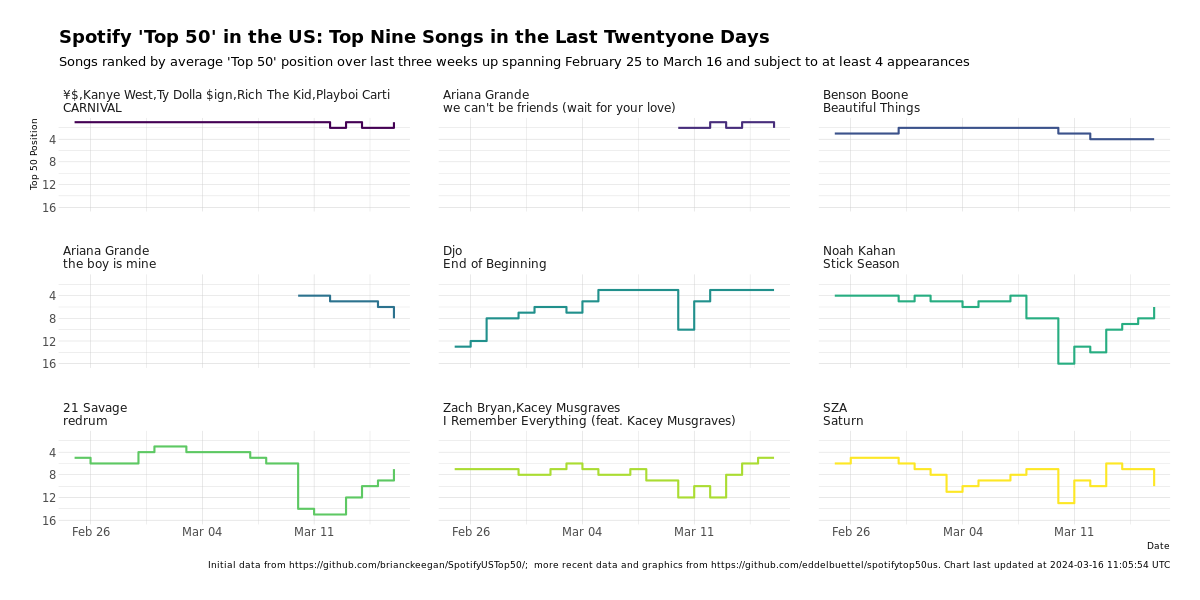 Spotify 'Top 50' in the US: Top Nine Songs in the Last Twentyone Days
Songs ranked by average 'Top 50' position over last three weeks up spanning February 25 to March 16 and subject to at least 4 appearances
¥$,Kanye West,Ty Dolla $ign,Rich The Kid,Playboi Carti
CARNIVAL
Ariana Grande
we can't be friends (wait for your love)
Benson Boone
Beautiful Things
Top 50 Position
4
8
12
16
Ariana Grande
the boy is mine
Djo
End of Beginning
Noah Kahan
Stick Season
4
8
12
16
21 Savage
redrum
Zach Bryan,Kacey Musgraves
I Remember Everything (feat. Kacey Musgraves)
SZA
Saturn
4
8
12
16
Feb 26 Mar 04 Mar 11
Feb 26 Mar 04 Mar 11
Feb 26 Mar 04 Mar 11
Date
Initial data from https://github.com/brianckeegan/SpotifyUSTop50/;  more recent data and graphics from https://github.com/eddelbuettel/spotifytop50us. Chart last updated at 2024-03-16 11:05:54 UTC